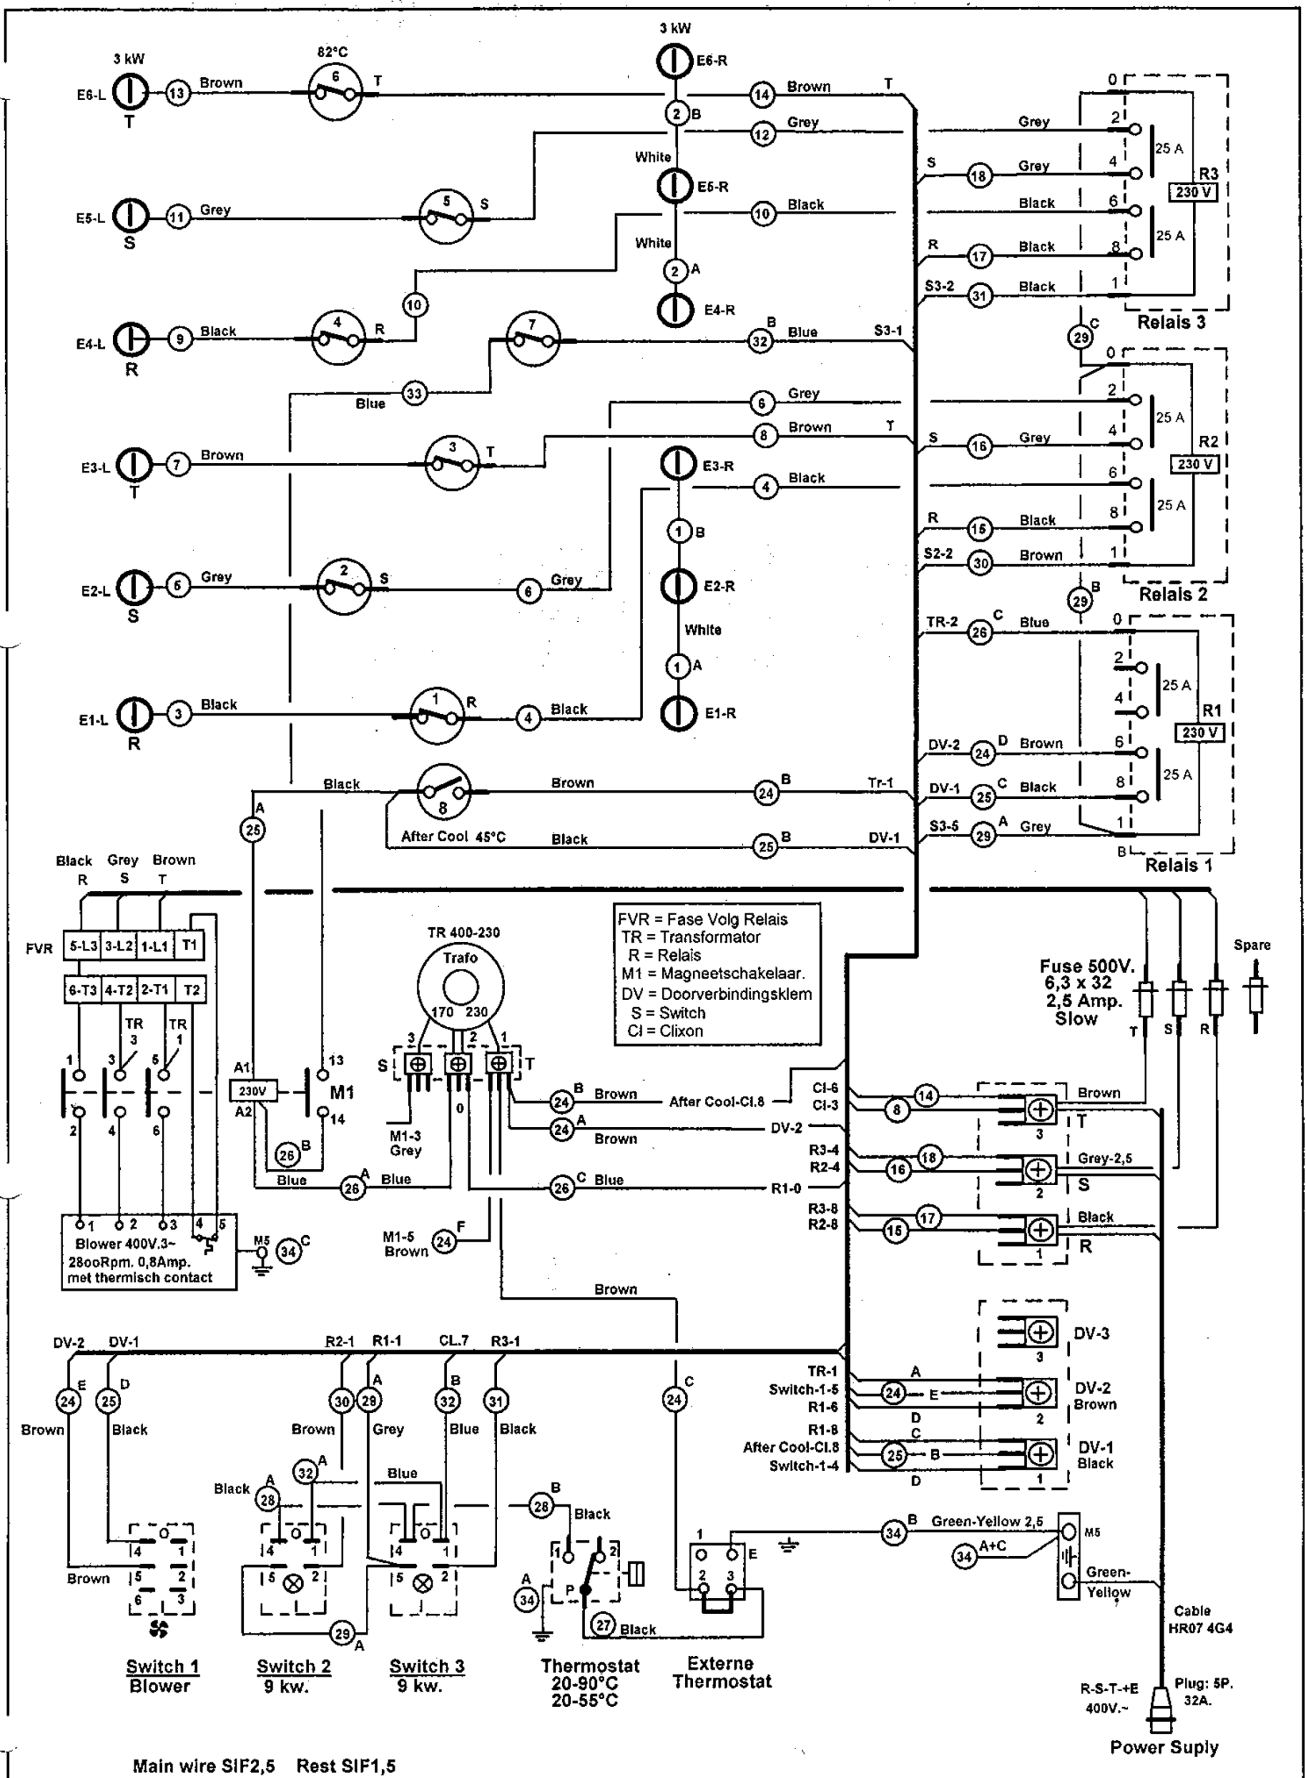 3 kW
82°C
3 kW
E6-L
T
13
Brown
6
T
E6-R
14
Brown
T
2
B
12
Grey
White
E5-L
S
11
Grey
5
S
E5-R
White
10
Black
10
2
A
E4-R
E4-L
R
9
Black
4
R
7
B
32
Blue
S3-1
33
Blue
6
Grey
8
Brown
T
E3-L
T
7
Brown
3
T
E3-R
4
Black
1
B
E2-L
S
5
Grey
2
S
6
Grey
E2-R
White
1
A
E1-L
R
3
Black
1
R
4
Black
E1-R
0
2
Grey
25 A
S
18
Grey
4
R3
230 V
Black
6
25 A
R
17
Black
8
S3-2
31
Black
1
Relais 3
C
29
0
2
25 A
S
16
Grey
4
R2
230 V
6
25 A
R
15
Black
8
S2-2
30
Brown
1
Relais 2
29
B
TR-2
26
C
Blue
0
2
25 A
4
R1
230 V
DV-2
24
D
Brown
6
25 A
DV-1
25
C
Black
8
S3-5
29
A
Grey
1
B
Relais 1
A
25
Black
8
After Cool 45°C
Brown
24
B
Tr-1
Black
25
B
DV-1
Black Grey Brown
R S T
FVR
5-L3 3-L2 1-L1 T1
6-T3 4-T2 2-T1 T2
TR
3
TR
1
1 3 5
2 4 6
A1
230V
A2
13
M1
14
26
B
Blue
26
A
Blue
TR 400-230
Trafo
170 230
3 2 1
S T
0
M1-3
Grey
FVR = Fase Volg Relais
TR = Transformator
R = Relais
M1 = Magneetschakelaar.
DV = Doorverbindingsklem
S = Switch
Cl = Clixon
Fuse 500V.
6,3 x 32
2,5 Amp.
Slow
Spare
T S R
24
B
Brown
After Cool-Cl.8
24
A
Brown
DV-2
26
C
Blue
R1-0
M1-5
Brown
24
F
Brown
Cl-6
14
Cl-3
8
Brown
T
3
R3-4
18
R2-4
16
Grey-2,5
S
2
R3-8
17
R2-8
15
Black
R
1
1 2 3 4 5
Blower 400V.3~
28ooRpm. 0,8Amp.
met thermisch contact
M5
34
C
DV-2 DV-1 R2-1 R1-1 CL.7 R3-1
24
E
25
D
30
A
29
B
32
31
Brown Black Brown Grey Blue Black
C
24
TR-1
Switch-1-5
R1-6
A
24
E
D
DV-3
3
DV-2
Brown
2
R1-8
After Cool-Cl.8
Switch-1-4
C
25
B
D
DV-1
Black
1
Black
A
28
32
A
Blue
28
B
Black
4 O 1
5 2
6 3
Brown
4 O 1
5 2
4 O 1
5 2
29
A
1 2
P
A
34
27
Black
1
E
2 3
34
B
Green-Yellow 2,5
34
A+C
M5
Green-
Yellow
Cable
HR07 4G4
Switch 1
Blower
Switch 2
9 kw.
Switch 3
9 kw.
Thermostat
20-90°C
20-55°C
Externe
Thermostat
R-S-T-+E
400V.~
Plug: 5P.
32A.
Power Suply
Main wire SIF2,5 Rest SIF1,5